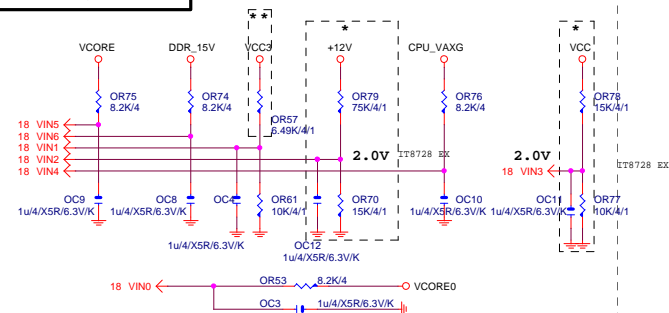 ** * *
VCORE DDR_15V VCC3 +12V CPU_VAXG VCC
OR75 OR74 OR79 OR76 OR78
8.2K/4 8.2K/4 75K/4/1 8.2K/4 15K/4/1
OR57
6.49K/4/1
18 VIN5
18 VIN6
18 VIN1
18 VIN2
18 VIN4
2.0V IT8728 EX 2.0V IT8728 EX
18 VIN3
OC9 OC8 OC4 OR61 OR70 OC10 OC11 OR77
1u/4/X5R/6.3V/K 1u/4/X5R/6.3V/K 10K/4/1 15K/4/1 1u/4/X5R/6.3V/K 1u/4/X5R/6.3V/K 10K/4/1
1u/4/X5R/6.3V/K
OC12
1u/4/X5R/6.3V/K
OR53 8.2K/4
18 VIN0 VCORE0
OC3 1u/4/X5R/6.3V/K